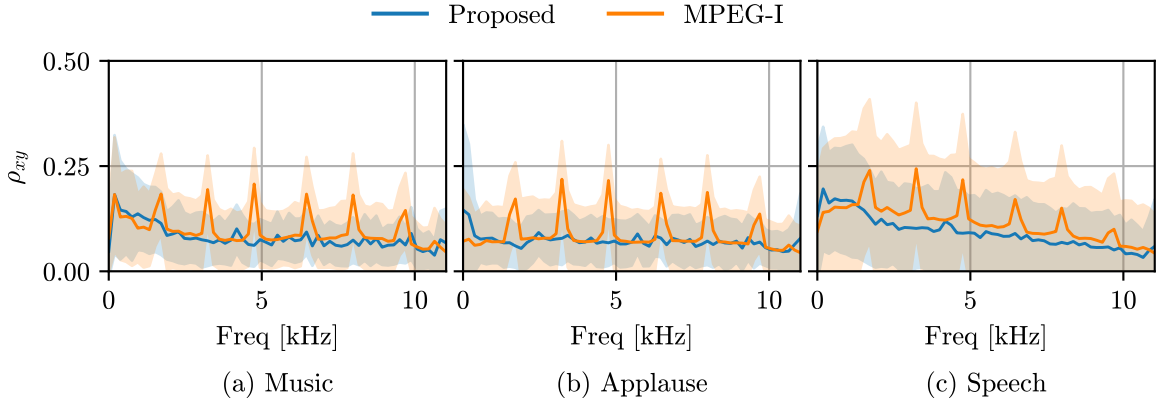 Proposed MPEG-I
0.50
0.25
0.00
ρxy
0 5 10 0 5 10 0 5 10
Freq [kHz] Freq [kHz] Freq [kHz]
(a) Music (b) Applause (c) Speech